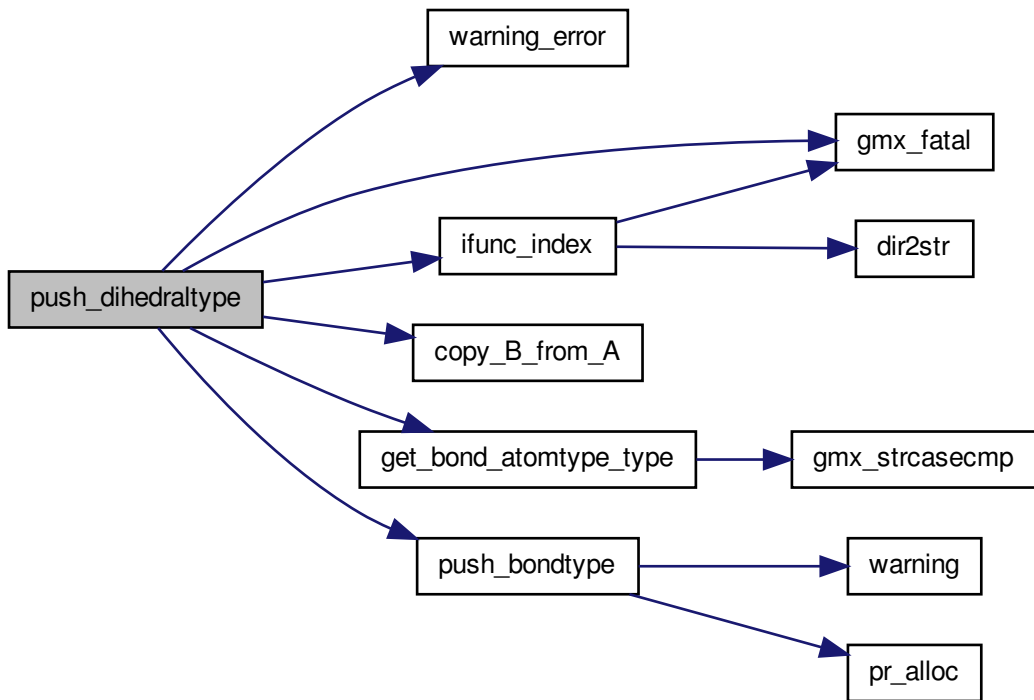 warning_error
gmx_fatal
ifunc_index
dir2str
push_dihedraltype
copy_B_from_A
get_bond_atomtype_type
gmx_strcasecmp
push_bondtype
warning
pr_alloc